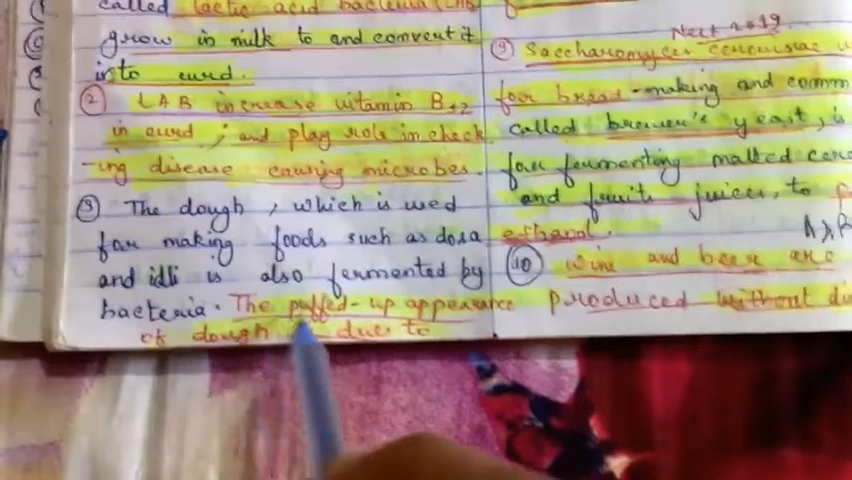 called lactic acid bacteria (LAB
grow in milk to and convert it
into curd.
② LAB increase vitamin B12
in curd ; and play role in check
-ing disease causing microbes.
③ The dough, which is used
for making foods such as dosa
and idli is also fermented by
bacteria. The puffed-up appearance
of dough due to
Neet 2019
⑨ Saccharomyces cerevisiae u
for bread-making and comm
called brewer's yeast, is
for fermenting malted cere
and fruit juices, to
ethanol.
⑩ wine and beer are
produced without di